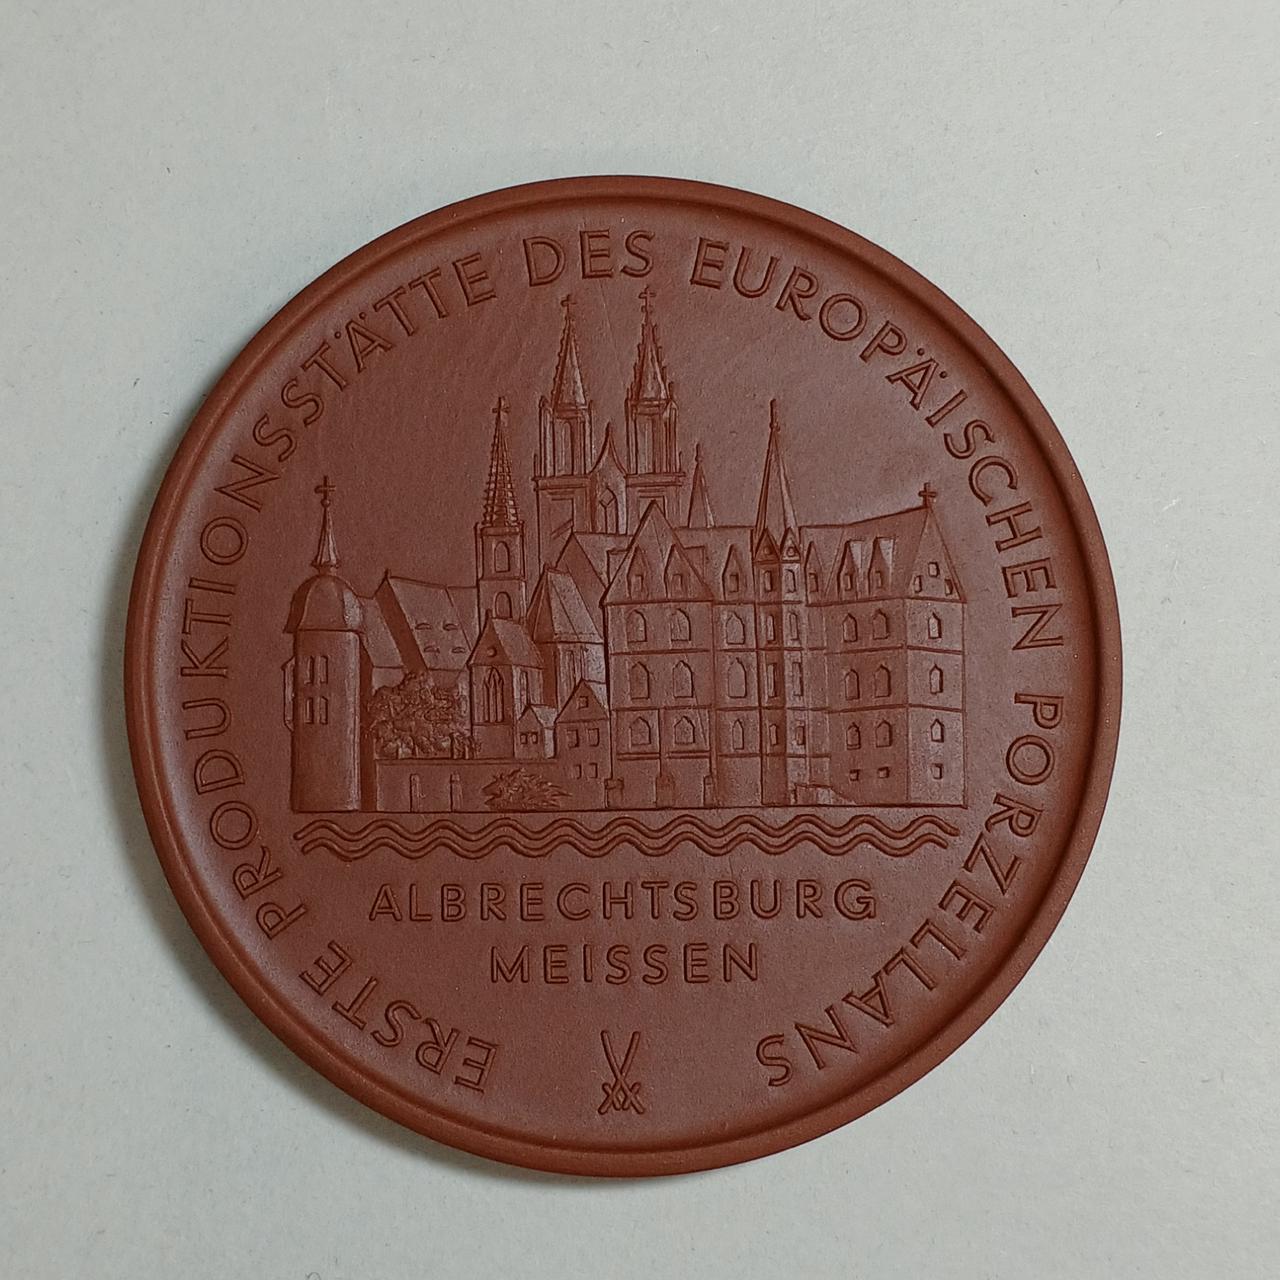 ERSTE PRODUKTIONSSTÄTTE DES EUROPÄISCHEN PORZELLANS
ALBRECHTSBURG
MEISSEN